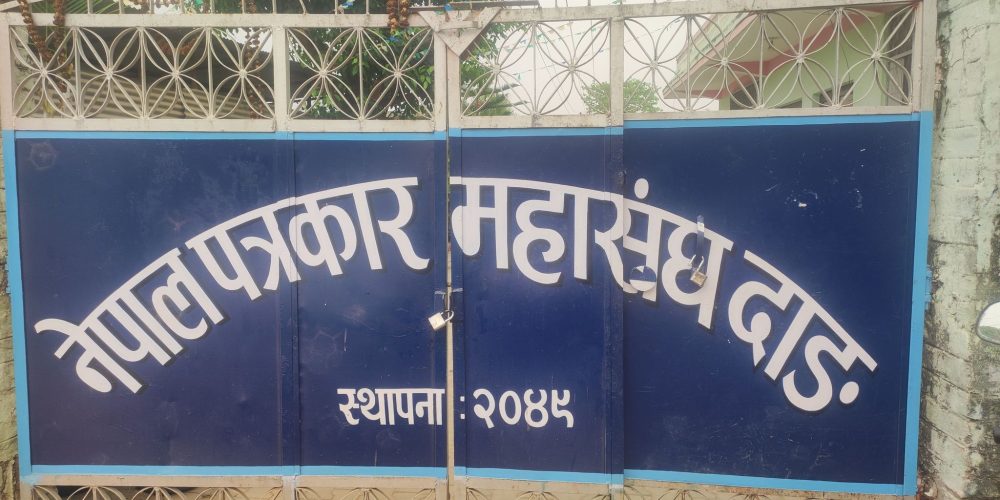 नेपाल पत्रकार महासंघ दाङ
स्थापना : २०४९